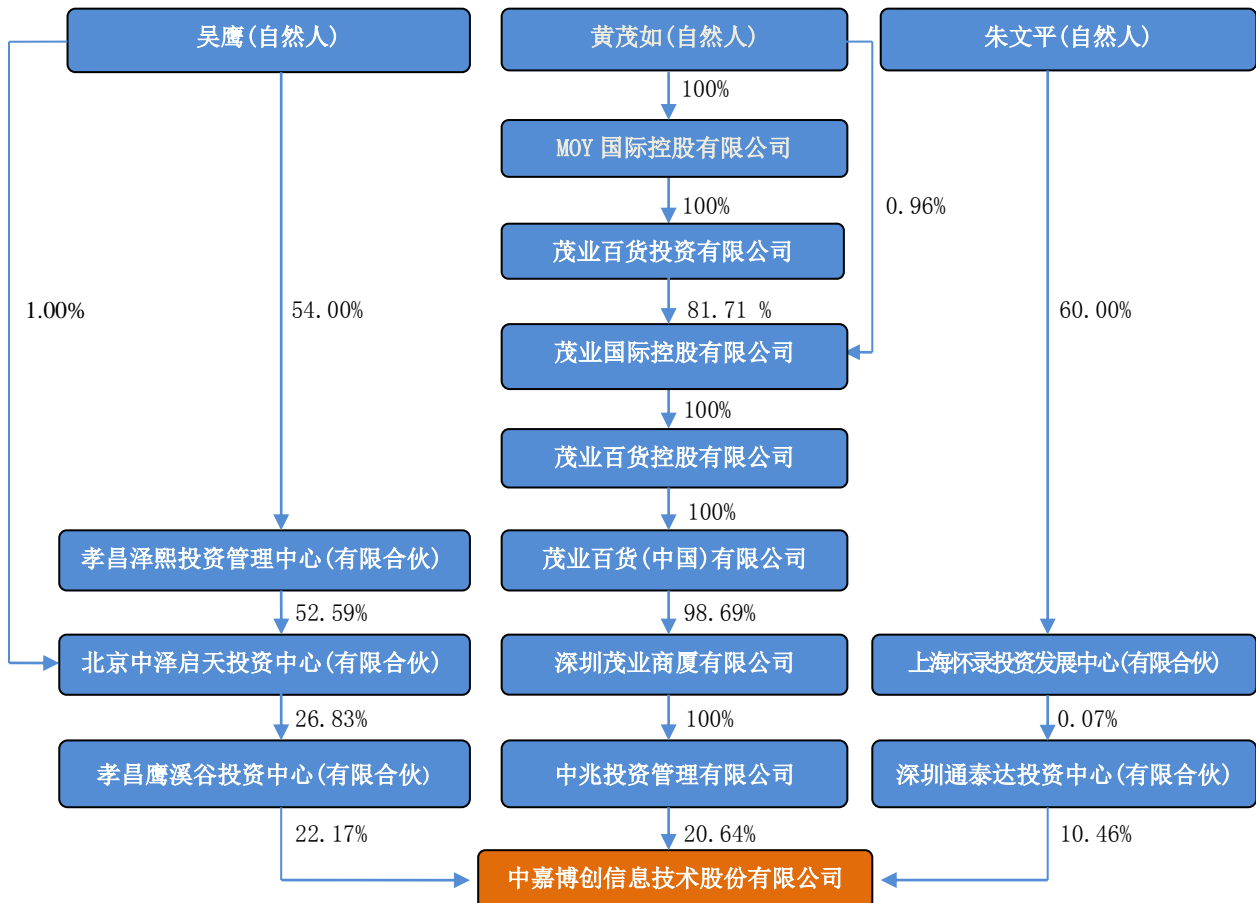 吴鹰(自然人)
黄茂如(自然人)
朱文平(自然人)
100%
MOY 国际控股有限公司
100%
0.96%
茂业百货投资有限公司
1.00%
54.00%
81.71 %
60.00%
茂业国际控股有限公司
100%
茂业百货控股有限公司
100%
孝昌泽熙投资管理中心(有限合伙)
茂业百货(中国)有限公司
52.59%
98.69%
北京中泽启天投资中心(有限合伙)
深圳茂业商厦有限公司
上海怀录投资发展中心(有限合伙)
26.83%
100%
0.07%
孝昌鹰溪谷投资中心(有限合伙)
中兆投资管理有限公司
深圳通泰达投资中心(有限合伙)
22.17%
20.64%
10.46%
中嘉博创信息技术股份有限公司